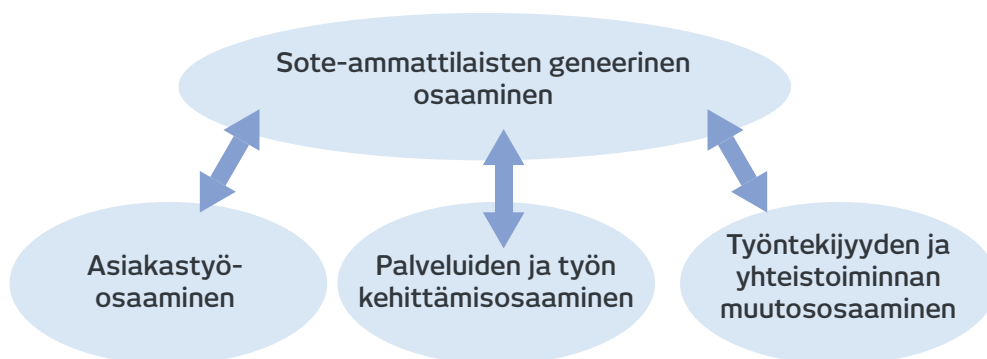 Sote-ammattilaisten geneerinen
osaaminen
Asiakastyö-
osaaminen
Palveluiden ja työn
kehittämisosaaminen
Työntekijyyden ja
yhteistoiminnan
muutososaaminen